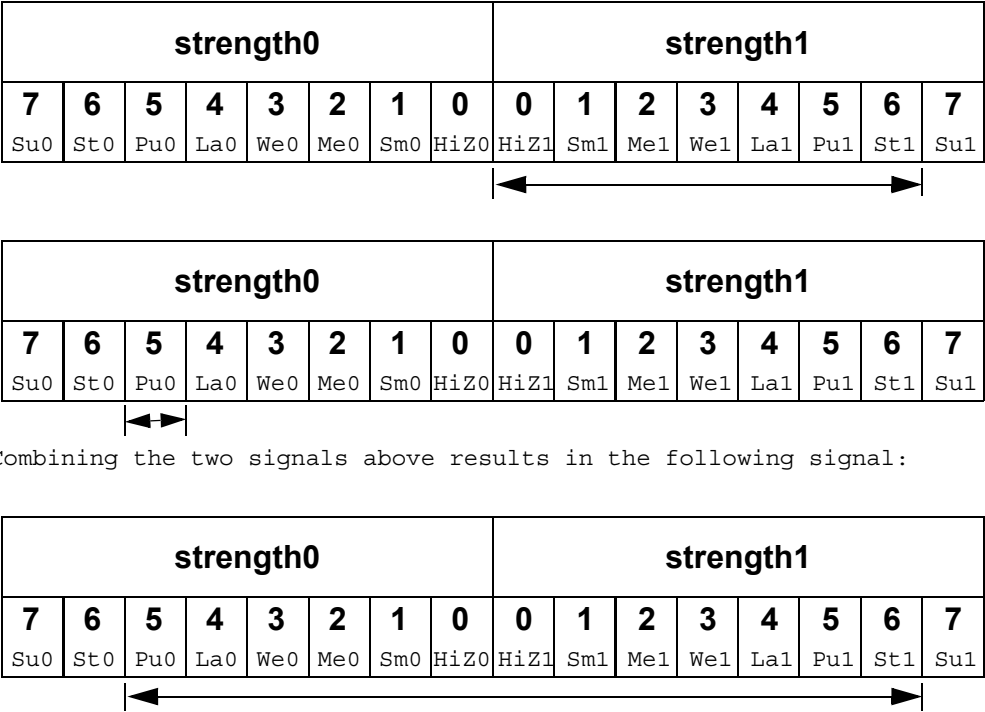 strength0 strength1
7 6 5 4 3 2 1 0 0 1 2 3 4 5 6 7
Su0 St0 Pu0 La0 We0 Me0 Sm0 HiZ0 HiZ1 Sm1 Me1 We1 La1 Pu1 St1 Su1
strength0 strength1
7 6 5 4 3 2 1 0 0 1 2 3 4 5 6 7
Su0 St0 Pu0 La0 We0 Me0 Sm0 HiZ0 HiZ1 Sm1 Me1 We1 La1 Pu1 St1 Su1
Combining the two signals above results in the following signal:
strength0 strength1
7 6 5 4 3 2 1 0 0 1 2 3 4 5 6 7
Su0 St0 Pu0 La0 We0 Me0 Sm0 HiZ0 HiZ1 Sm1 Me1 We1 La1 Pu1 St1 Su1